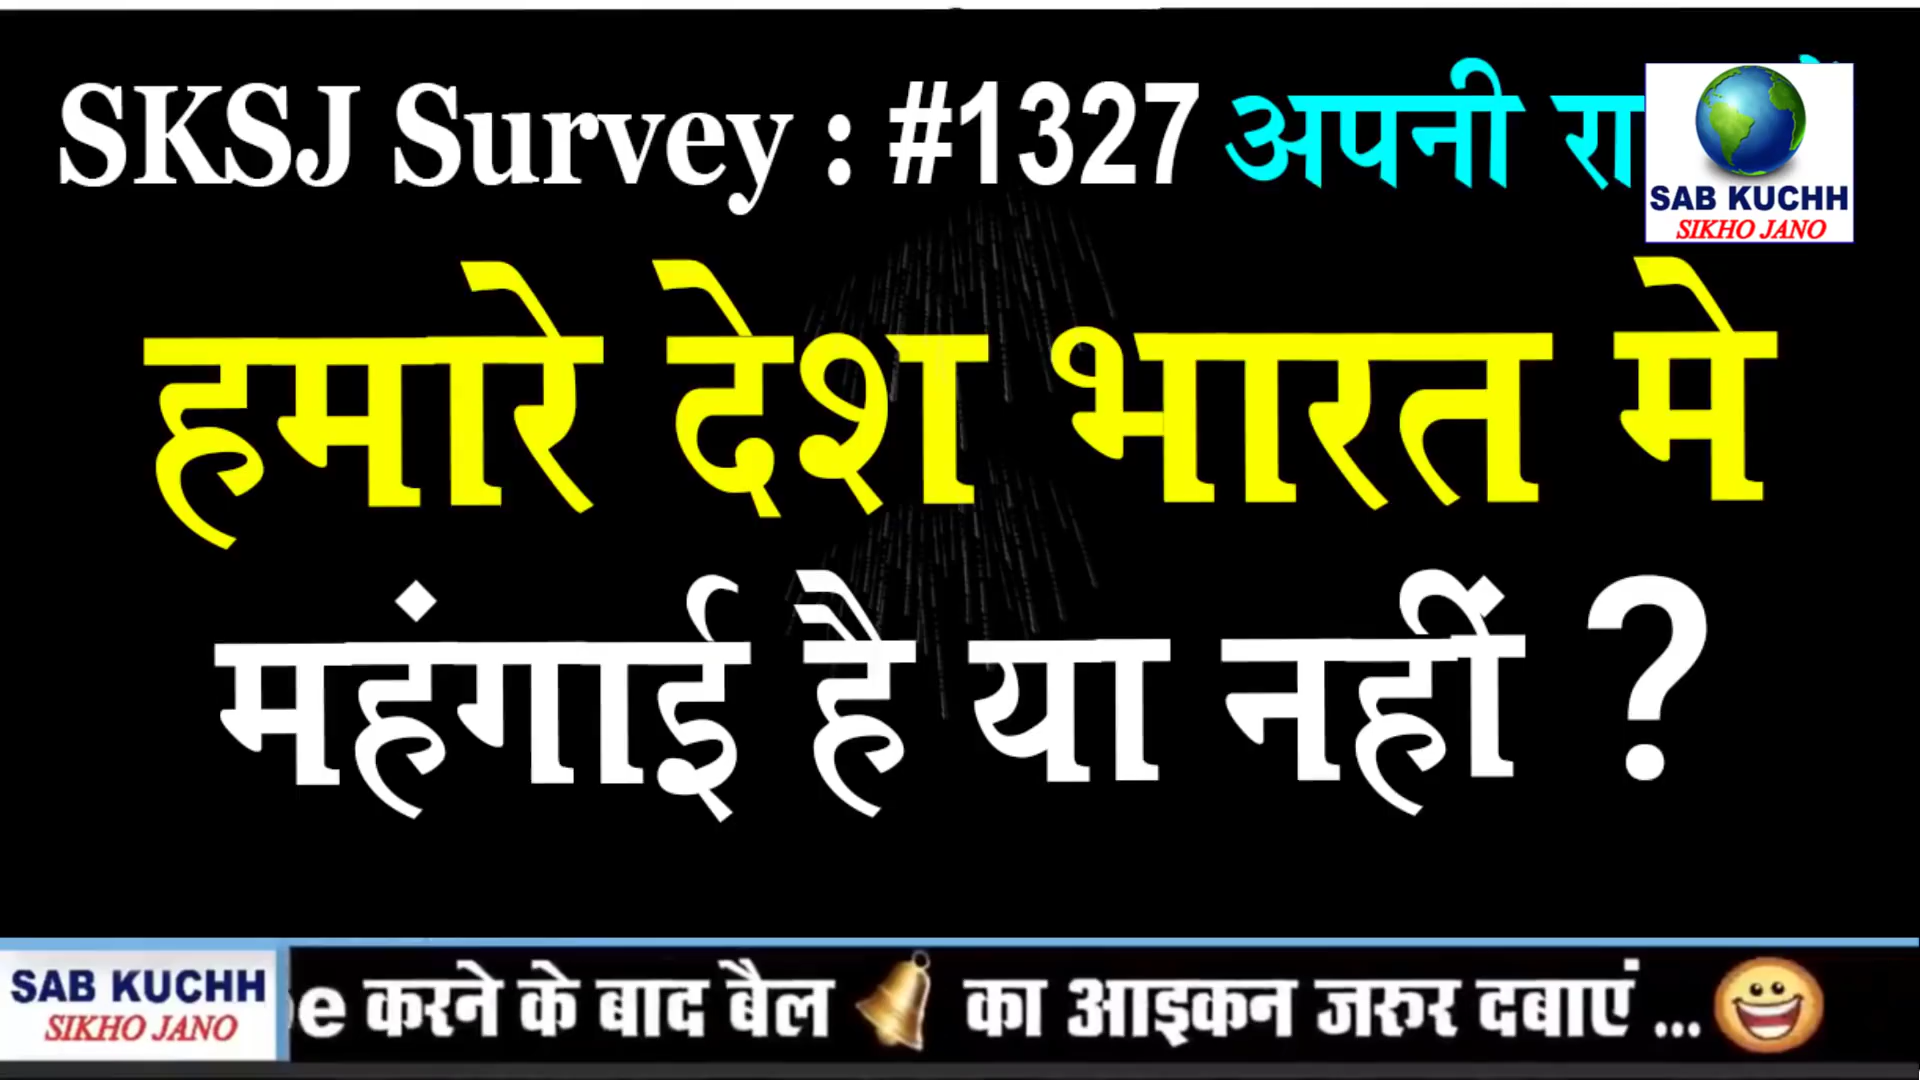 SKSJ Survey : #1327 अपनी
SAB KUCHH
SIKHO JANO
हमारे देश भारत मे
महंगाई है या नहीं ?
SAB KUCHH
SIKHO JANO
करने के बाद बैल का आइकन जरुर दबाएं ...